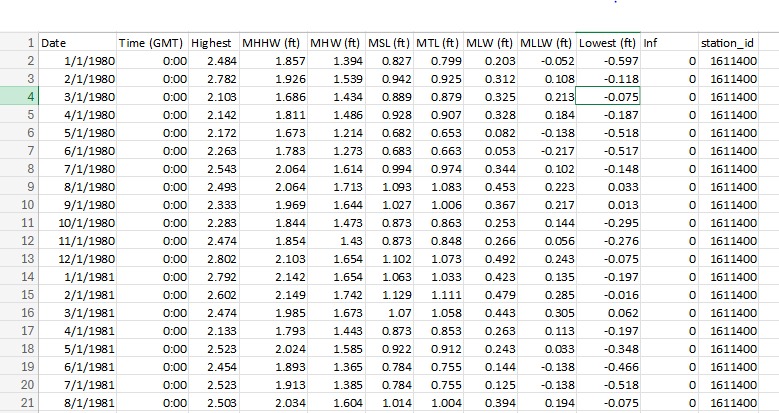 1 Date Time (GMT) Highest MHHW (ft) MHW (ft) MSL (ft) MTL (ft) MLW (ft) MLLW (ft) Lowest (ft) Inf station_id
2 1/1/1980 0:00 2.484 1.857 1.394 0.827 0.799 0.203 -0.052 -0.597 0 1611400
3 2/1/1980 0:00 2.782 1.926 1.539 0.942 0.925 0.312 0.108 -0.118 0 1611400
4 3/1/1980 0:00 2.103 1.686 1.434 0.889 0.879 0.325 0.213 -0.075 0 1611400
5 4/1/1980 0:00 2.142 1.811 1.486 0.928 0.907 0.328 0.184 -0.187 0 1611400
6 5/1/1980 0:00 2.172 1.673 1.214 0.682 0.653 0.082 -0.138 -0.518 0 1611400
7 6/1/1980 0:00 2.263 1.783 1.273 0.683 0.663 0.053 -0.217 -0.517 0 1611400
8 7/1/1980 0:00 2.543 2.064 1.614 0.994 0.974 0.344 0.102 -0.148 0 1611400
9 8/1/1980 0:00 2.493 2.064 1.713 1.093 1.083 0.453 0.223 0.033 0 1611400
10 9/1/1980 0:00 2.333 1.969 1.644 1.027 1.006 0.367 0.217 0.013 0 1611400
11 10/1/1980 0:00 2.283 1.844 1.473 0.873 0.863 0.253 0.144 -0.295 0 1611400
12 11/1/1980 0:00 2.474 1.854 1.43 0.873 0.848 0.266 0.056 -0.276 0 1611400
13 12/1/1980 0:00 2.802 2.103 1.654 1.102 1.073 0.492 0.243 -0.075 0 1611400
14 1/1/1981 0:00 2.792 2.142 1.654 1.063 1.033 0.423 0.135 -0.197 0 1611400
15 2/1/1981 0:00 2.602 2.149 1.742 1.129 1.111 0.479 0.285 -0.016 0 1611400
16 3/1/1981 0:00 2.474 1.985 1.673 1.07 1.058 0.443 0.305 0.062 0 1611400
17 4/1/1981 0:00 2.133 1.793 1.443 0.873 0.853 0.263 0.113 -0.197 0 1611400
18 5/1/1981 0:00 2.523 2.024 1.585 0.922 0.912 0.243 0.033 -0.348 0 1611400
19 6/1/1981 0:00 2.454 1.893 1.365 0.784 0.755 0.144 -0.138 -0.466 0 1611400
20 7/1/1981 0:00 2.523 1.913 1.385 0.784 0.755 0.125 -0.138 -0.518 0 1611400
21 8/1/1981 0:00 2.503 2.034 1.604 1.014 1.004 0.394 0.194 -0.075 0 1611400